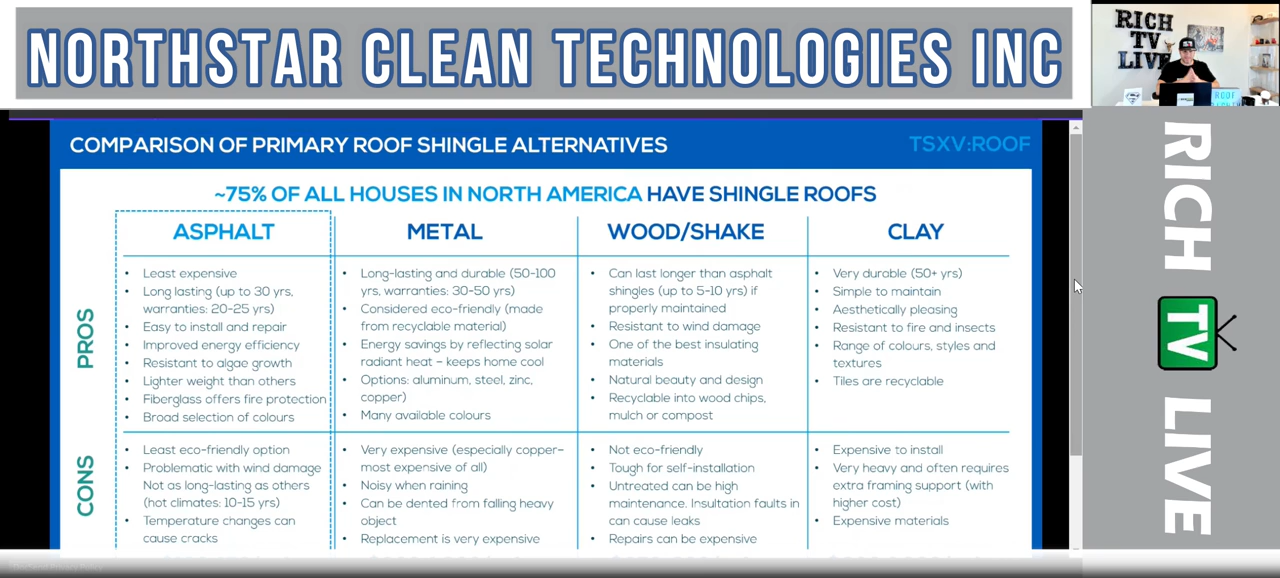 NORTHSTAR CLEAN TECHNOLOGIES INC
RICH
TV
LIVE
COMPARISON OF PRIMARY ROOF SHINGLE ALTERNATIVES
TSXV:ROOF
~75% OF ALL HOUSES IN NORTH AMERICA HAVE SHINGLE ROOFS
ASPHALT
METAL
WOOD/SHAKE
CLAY
PROS
• Least expensive
• Long lasting (up to 30 yrs,
warranties: 20-25 yrs)
• Easy to install and repair
• Improved energy efficiency
• Resistant to algae growth
• Lighter weight than others
• Fiberglass offers fire protection
• Broad selection of colours
• Long-lasting and durable (50-100
yrs, warranties: 30-50 yrs)
• Considered eco-friendly (made
from recyclable material)
• Energy savings by reflecting solar
radiant heat – keeps home cool
• Options: aluminum, steel, zinc,
copper)
• Many available colours
• Can last longer than asphalt
shingles (up to 5-10 yrs) if
properly maintained
• Resistant to wind damage
• One of the best insulating
materials
• Natural beauty and design
• Recyclable into wood chips,
mulch or compost
• Very durable (50+ yrs)
• Simple to maintain
• Aesthetically pleasing
• Resistant to fire and insects
• Range of colours, styles and
textures
• Tiles are recyclable
CONS
• Least eco-friendly option
• Problematic with wind damage
Not as long-lasting as others
(hot climates: 10-15 yrs)
• Temperature changes can
cause cracks
• Very expensive (especially copper–
most expensive of all)
• Noisy when raining
• Can be dented from falling heavy
object
• Replacement is very expensive
• Not eco-friendly
• Tough for self-installation
• Untreated can be high
maintenance. Insultation faults in
can cause leaks
• Repairs can be expensive
• Expensive to install
• Very heavy and often requires
extra framing support (with
higher cost)
• Expensive materials
RICH
TV
LIVE